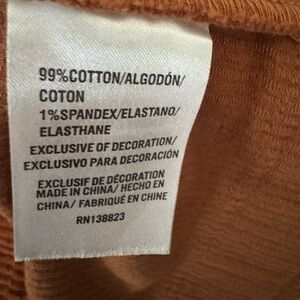 99%COTTON/ALGODÓN/
COTON
1%SPANDEX/ELASTANO/
ELASTHANE
EXCLUSIVE OF DECORATION/
EXCLUSIVO PARA DECORACIÓN
EXCLUSIF DE DÉCORATION
MADE IN CHINA/ HECHO EN
CHINA/ FABRIQUÉ EN CHINE
RN138823